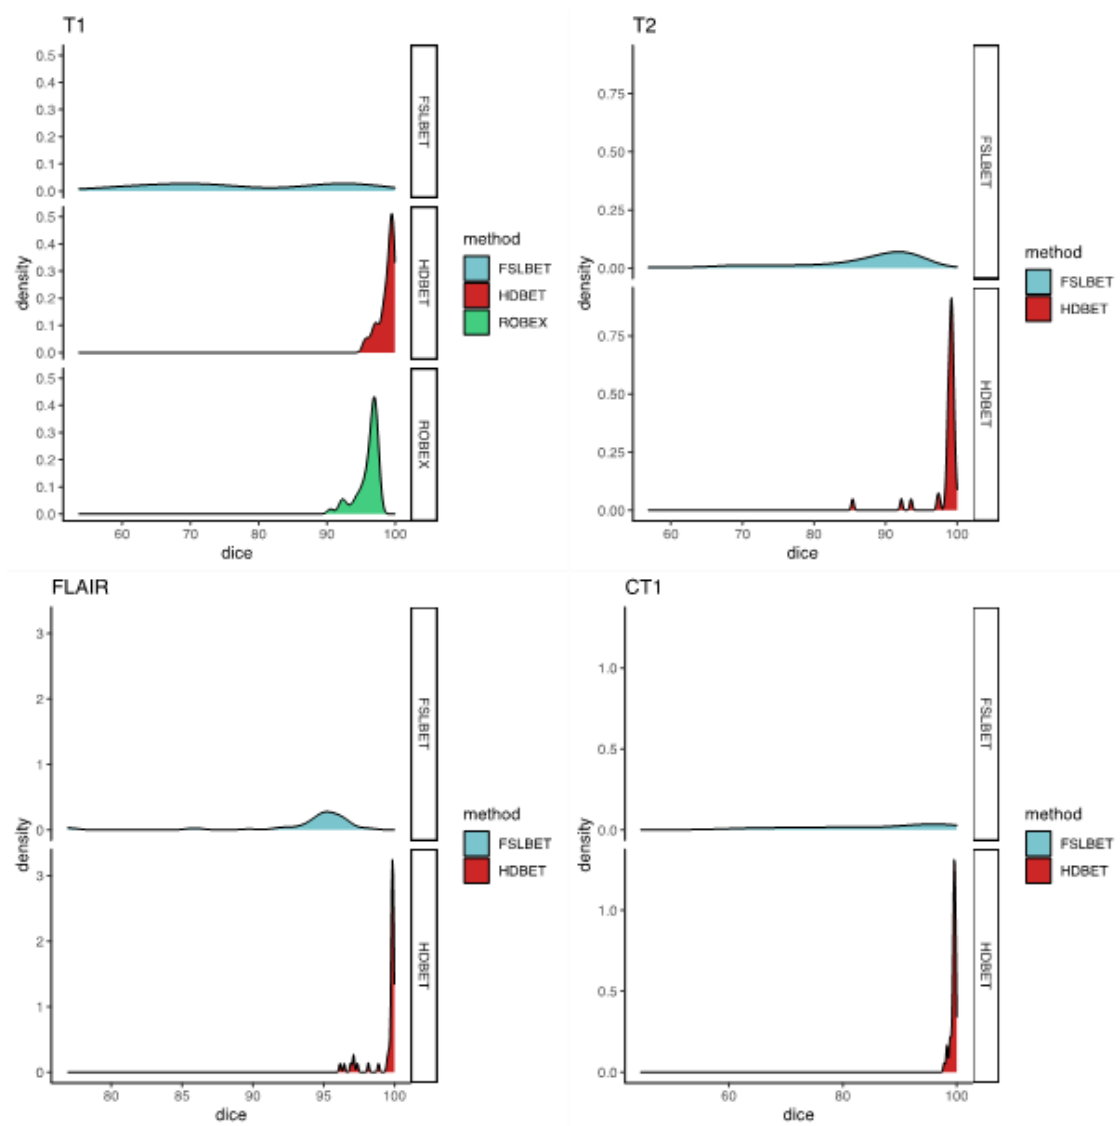 T1
density
0.5
0.4
0.3
0.2
0.1
0.0
FSLBET
0.5
0.4
0.3
0.2
0.1
0.0
HDBET
0.5
0.4
0.3
0.2
0.1
0.0
ROBEX
60 70 80 90 100
dice
method
FSLBET
HDBET
ROBEX
T2
density
0.75
0.50
0.25
0.00
FSLBET
0.75
0.50
0.25
0.00
HDBET
60 70 80 90 100
dice
method
FSLBET
HDBET
FLAIR
density
3
2
1
0
FSLBET
3
2
1
0
HDBET
80 85 90 95 100
dice
method
FSLBET
HDBET
CT1
density
1.0
0.5
0.0
FSLBET
1.0
0.5
0.0
HDBET
60 80 100
dice
method
FSLBET
HDBET